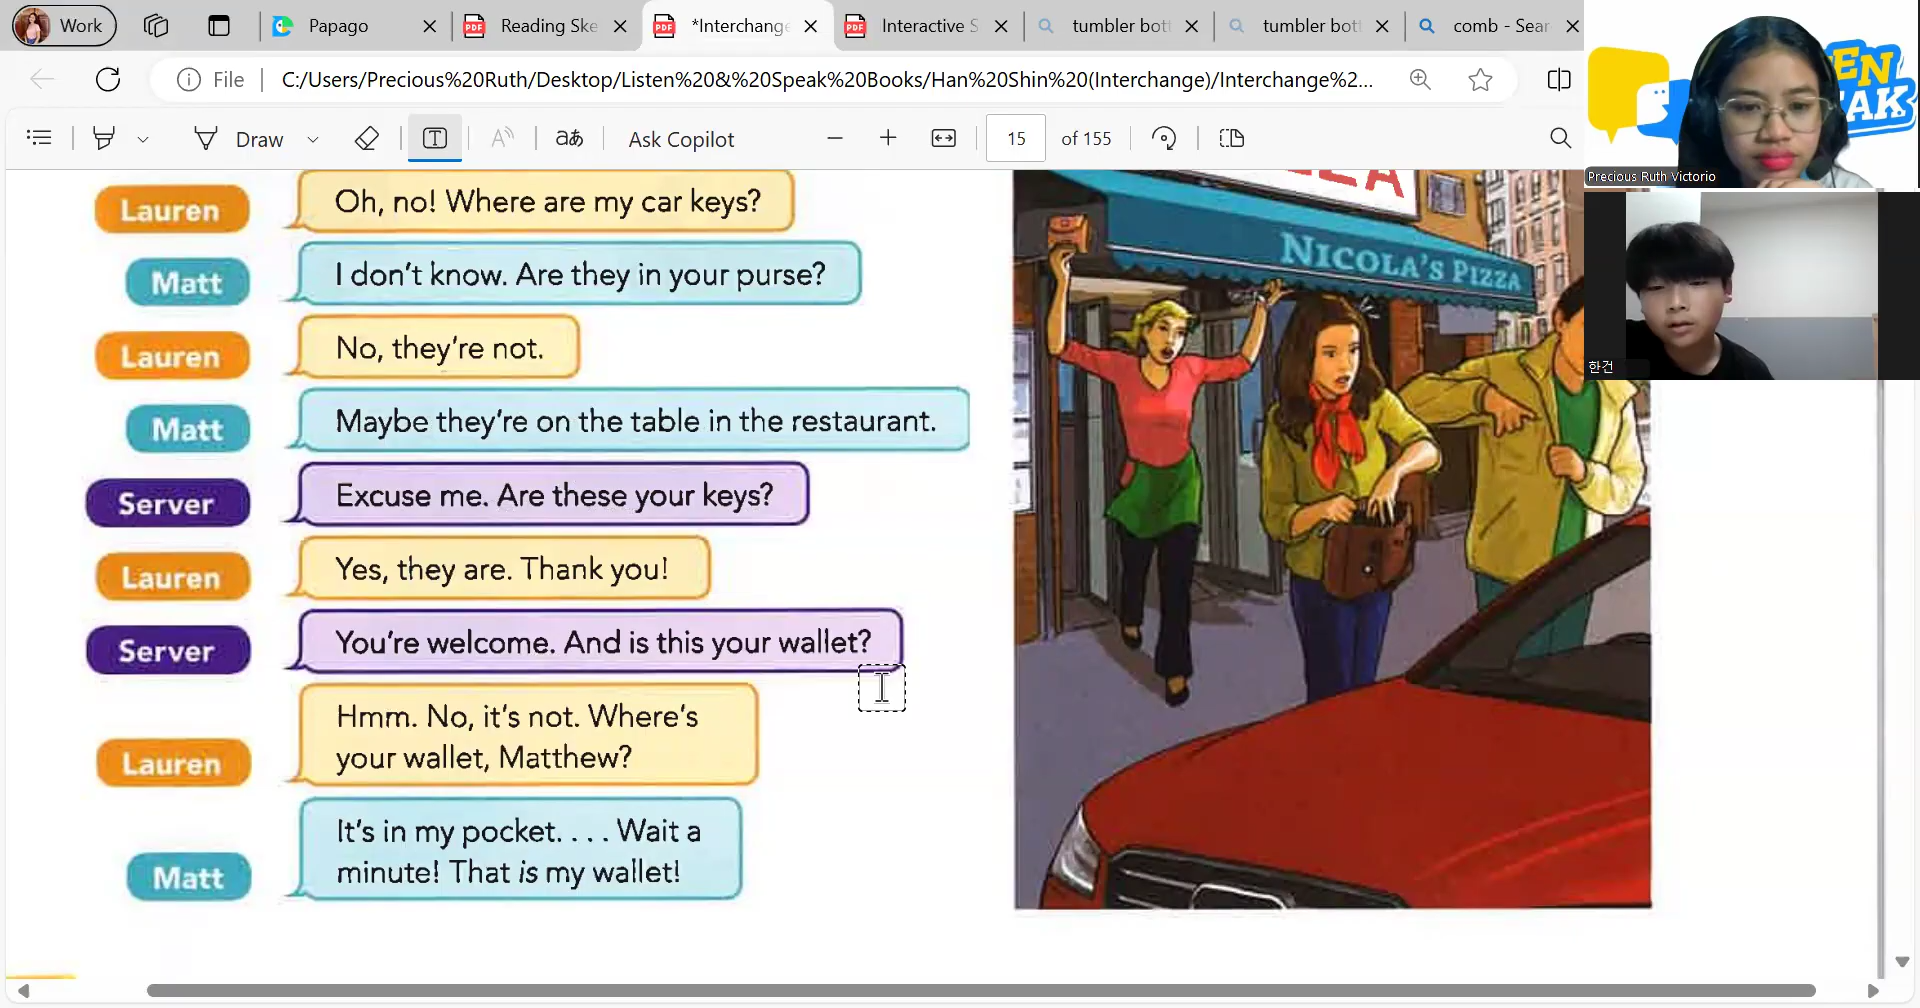 Work
Papago
Reading Ske
*Interchange
Interactive S
tumbler bot
tumbler bot
comb - Sear
File
C:/Users/Precious%20Ruth/Desktop/Listen%20&%20Speak%20Books/Han%20Shin%20(Interchange)/Interchange%2...
Draw
aあ
Ask Copilot
15 of 155
EN
EAK
Precious Ruth Victorio
한건
NICOLA'S PIZZA
Lauren Oh, no! Where are my car keys?
Matt I don't know. Are they in your purse?
Lauren No, they're not.
Matt Maybe they're on the table in the restaurant.
Server Excuse me. Are these your keys?
Lauren Yes, they are. Thank you!
Server You're welcome. And is this your wallet?
Lauren Hmm. No, it's not. Where's
your wallet, Matthew?
Matt It's in my pocket. . . . Wait a
minute! That is my wallet!